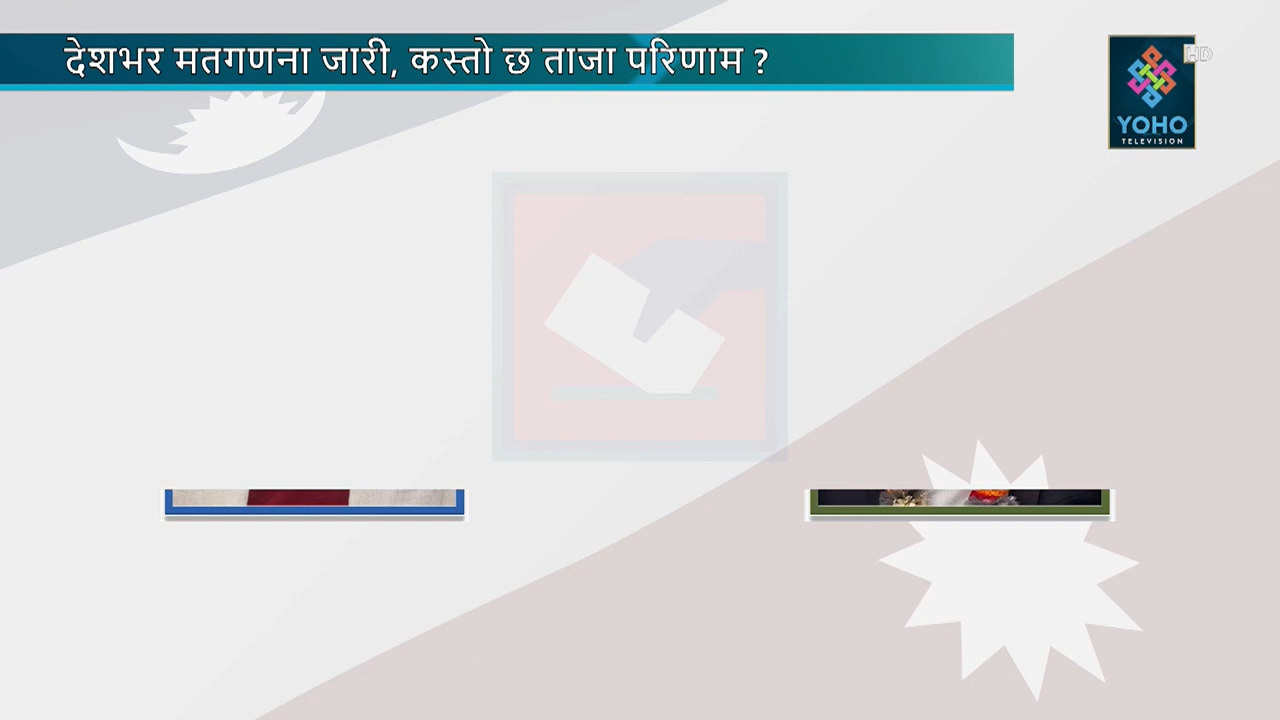 देशभर मतगणना जारी, कस्तो छ ताजा परिणाम ?
HD
YOHO
TELEVISION